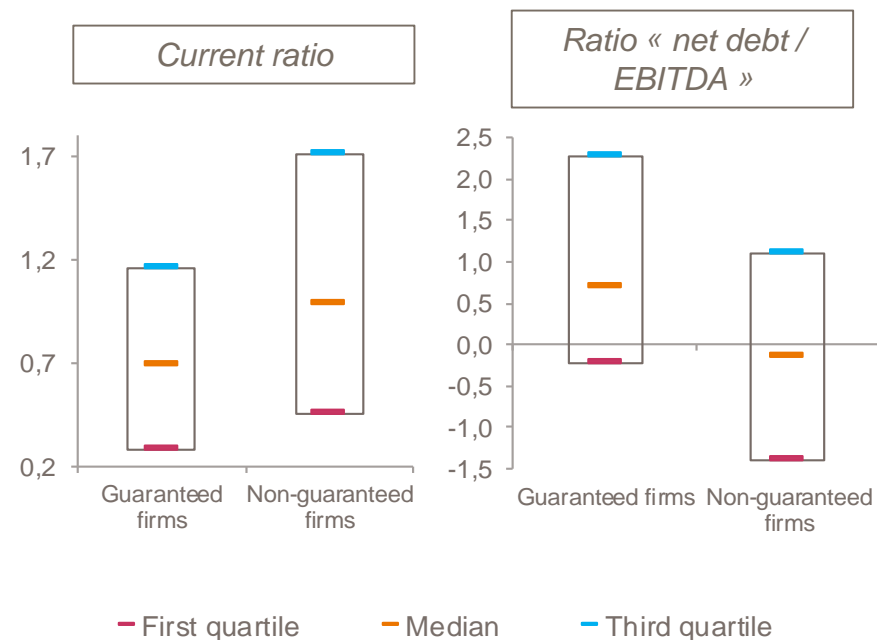 Current ratio
Ratio « net debt /
EBITDA »
1,7
1,2
0,7
0,2
Guaranteed
firms
Non-guaranteed
firms
2,5
2,0
1,5
1,0
0,5
0,0
-0,5
-1,0
-1,5
Guaranteed firms
Non-guaranteed
firms
First quartile
Median
Third quartile